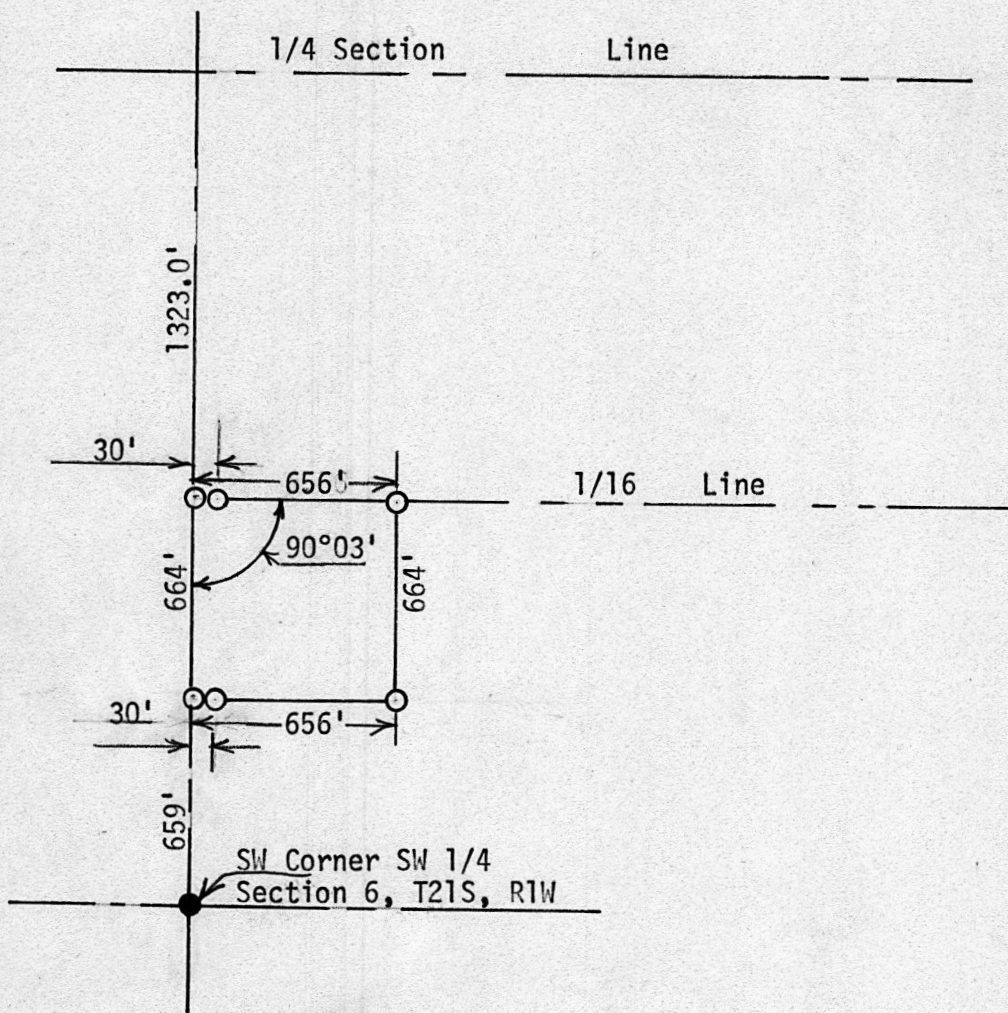 1/4 Section Line
1323.0'
30'
656'
1/16 Line
90°03'
664'
664'
30'
656'
659'
SW Corner SW 1/4
Section 6, T21S, R1W